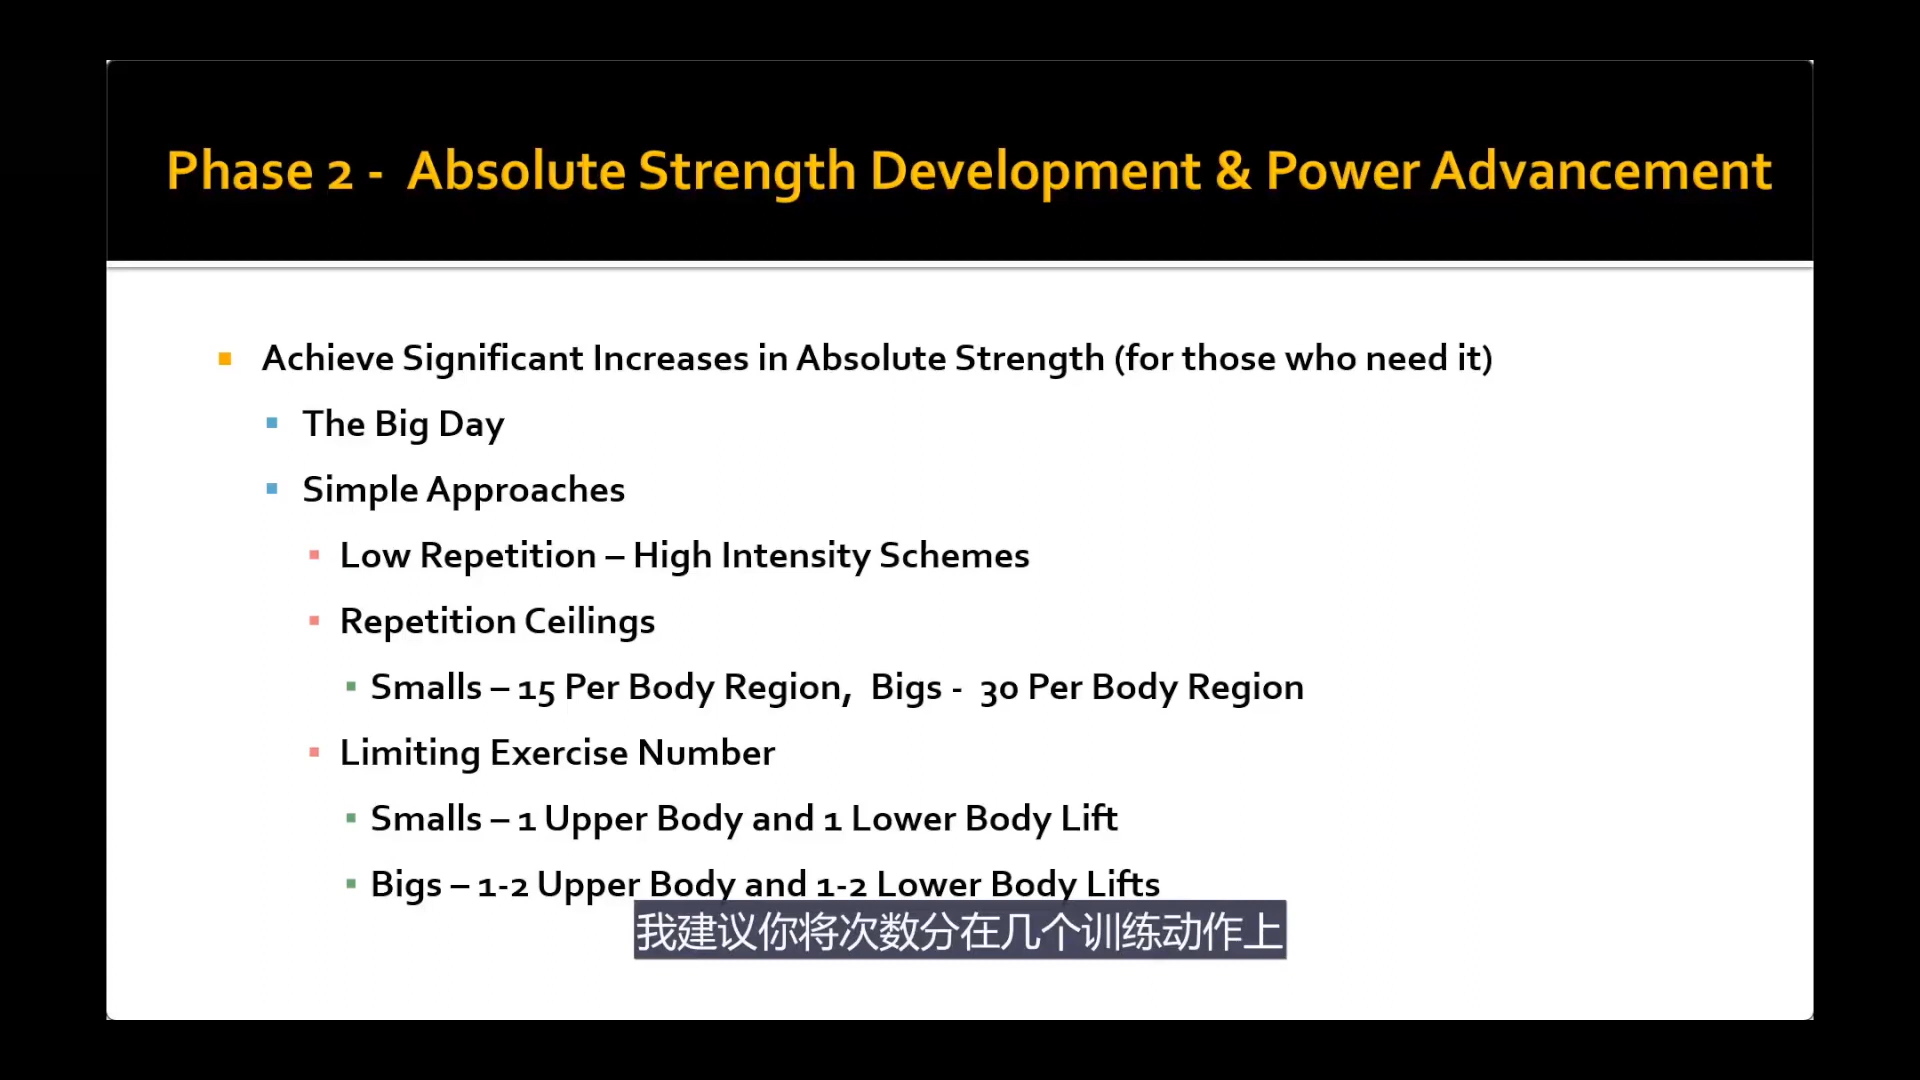 Phase 2 - Absolute Strength Development & Power Advancement
Achieve Significant Increases in Absolute Strength (for those who need it)
The Big Day
Simple Approaches
Low Repetition – High Intensity Schemes
Repetition Ceilings
Smalls – 15 Per Body Region, Bigs - 30 Per Body Region
Limiting Exercise Number
Smalls – 1 Upper Body and 1 Lower Body Lift
Bigs – 1-2 Upper Body and 1-2 Lower Body Lifts
我建议你将次数分在几个训练动作上